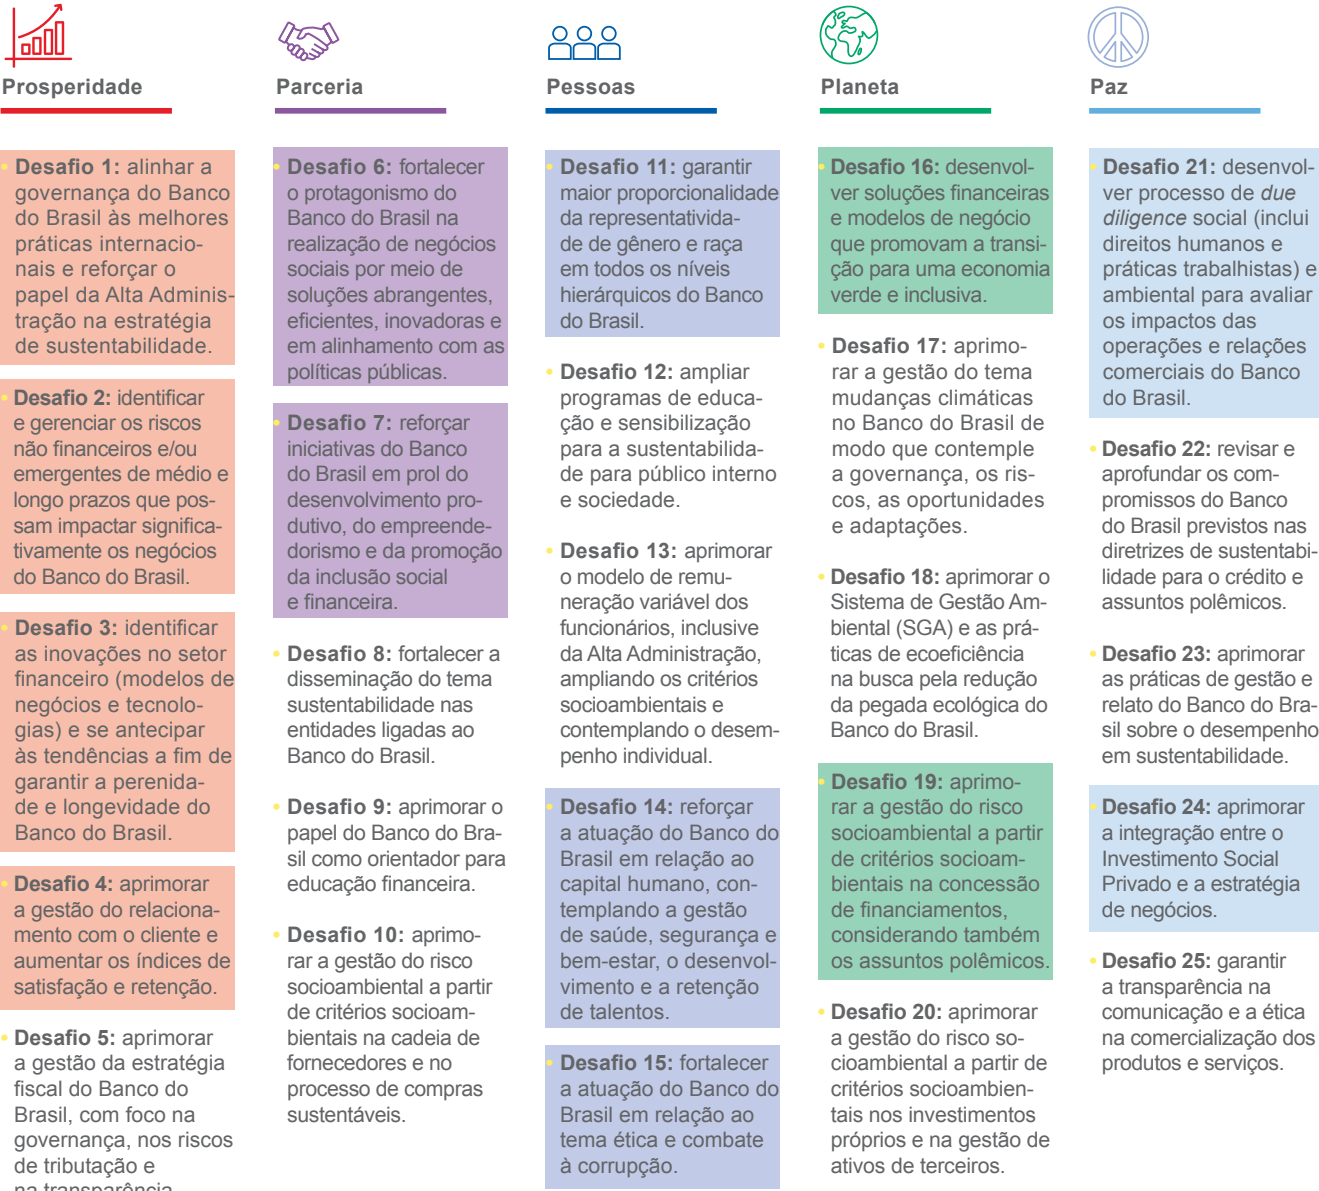 Prosperidade
• Desafio 1: alinhar a
governança do Banco
do Brasil às melhores
práticas internacio-
nais e reforçar o
papel da Alta Adminis-
tração na estratégia
de sustentabilidade.
• Desafio 2: identificar
e gerenciar os riscos
não financeiros e/ou
emergentes de médio e
longo prazos que pos-
sam impactar significa-
tivamente os negócios
do Banco do Brasil.
• Desafio 3: identificar
as inovações no setor
financeiro (modelos de
negócios e tecnolo-
gias) e se antecipar
às tendências a fim de
garantir a perenida-
de e longevidade do
Banco do Brasil.
• Desafio 4: aprimorar
a gestão do relaciona-
mento com o cliente e
aumentar os índices de
satisfação e retenção.
• Desafio 5: aprimorar
a gestão da estratégia
fiscal do Banco do
Brasil, com foco na
governança, nos riscos
de tributação e
na transparência
Parceria
• Desafio 6: fortalecer
o protagonismo do
Banco do Brasil na
realização de negócios
sociais por meio de
soluções abrangentes,
eficientes, inovadoras e
em alinhamento com as
políticas públicas.
• Desafio 7: reforçar
iniciativas do Banco
do Brasil em prol do
desenvolvimento pro-
dutivo, do empreende-
dorismo e da promoção
da inclusão social
e financeira.
• Desafio 8: fortalecer a
disseminação do tema
sustentabilidade nas
entidades ligadas ao
Banco do Brasil.
• Desafio 9: aprimorar o
papel do Banco do Bra-
sil como orientador para
educação financeira.
• Desafio 10: aprimo-
rar a gestão do risco
socioambiental a partir
de critérios socioam-
bientais na cadeia de
fornecedores e no
processo de compras
sustentáveis.
Pessoas
• Desafio 11: garantir
maior proporcionalidade
da representativida-
de de gênero e raça
em todos os níveis
hierárquicos do Banco
do Brasil.
• Desafio 12: ampliar
programas de educa-
ção e sensibilização
para a sustentabilida-
de para público interno
e sociedade.
• Desafio 13: aprimorar
o modelo de remu-
neração variável dos
funcionários, inclusive
da Alta Administração,
ampliando os critérios
socioambientais e
contemplando o desem-
penho individual.
• Desafio 14: reforçar
a atuação do Banco do
Brasil em relação ao
capital humano, con-
templando a gestão
de saúde, segurança e
bem-estar, o desenvol-
vimento e a retenção
de talentos.
• Desafio 15: fortalecer
a atuação do Banco do
Brasil em relação ao
tema ética e combate
à corrupção.
Planeta
• Desafio 16: desenvol-
ver soluções financeiras
e modelos de negócio
que promovam a transi-
ção para uma economia
verde e inclusiva.
• Desafio 17: aprimo-
rar a gestão do tema
mudanças climáticas
no Banco do Brasil de
modo que contemple
a governança, os ris-
cos, as oportunidades
e adaptações.
• Desafio 18: aprimorar o
Sistema de Gestão Am-
biental (SGA) e as prá-
ticas de ecoeficiência
na busca pela redução
da pegada ecológica do
Banco do Brasil.
• Desafio 19: aprimo-
rar a gestão do risco
socioambiental a partir
de critérios socioam-
bientais na concessão
de financiamentos,
considerando também
os assuntos polêmicos.
• Desafio 20: aprimorar
a gestão do risco so-
cioambiental a partir de
critérios socioambien-
tais nos investimentos
próprios e na gestão de
ativos de terceiros.
Paz
• Desafio 21: desenvol-
ver processo de due
diligence social (inclui
direitos humanos e
práticas trabalhistas) e
ambiental para avaliar
os impactos das
operações e relações
comerciais do Banco
do Brasil.
• Desafio 22: revisar e
aprofundar os com-
promissos do Banco
do Brasil previstos nas
diretrizes de sustentabi-
lidade para o crédito e
assuntos polêmicos.
• Desafio 23: aprimorar
as práticas de gestão e
relato do Banco do Bra-
sil sobre o desempenho
em sustentabilidade.
• Desafio 24: aprimorar
a integração entre o
Investimento Social
Privado e a estratégia
de negócios.
• Desafio 25: garantir
a transparência na
comunicação e a ética
na comercialização dos
produtos e serviços.